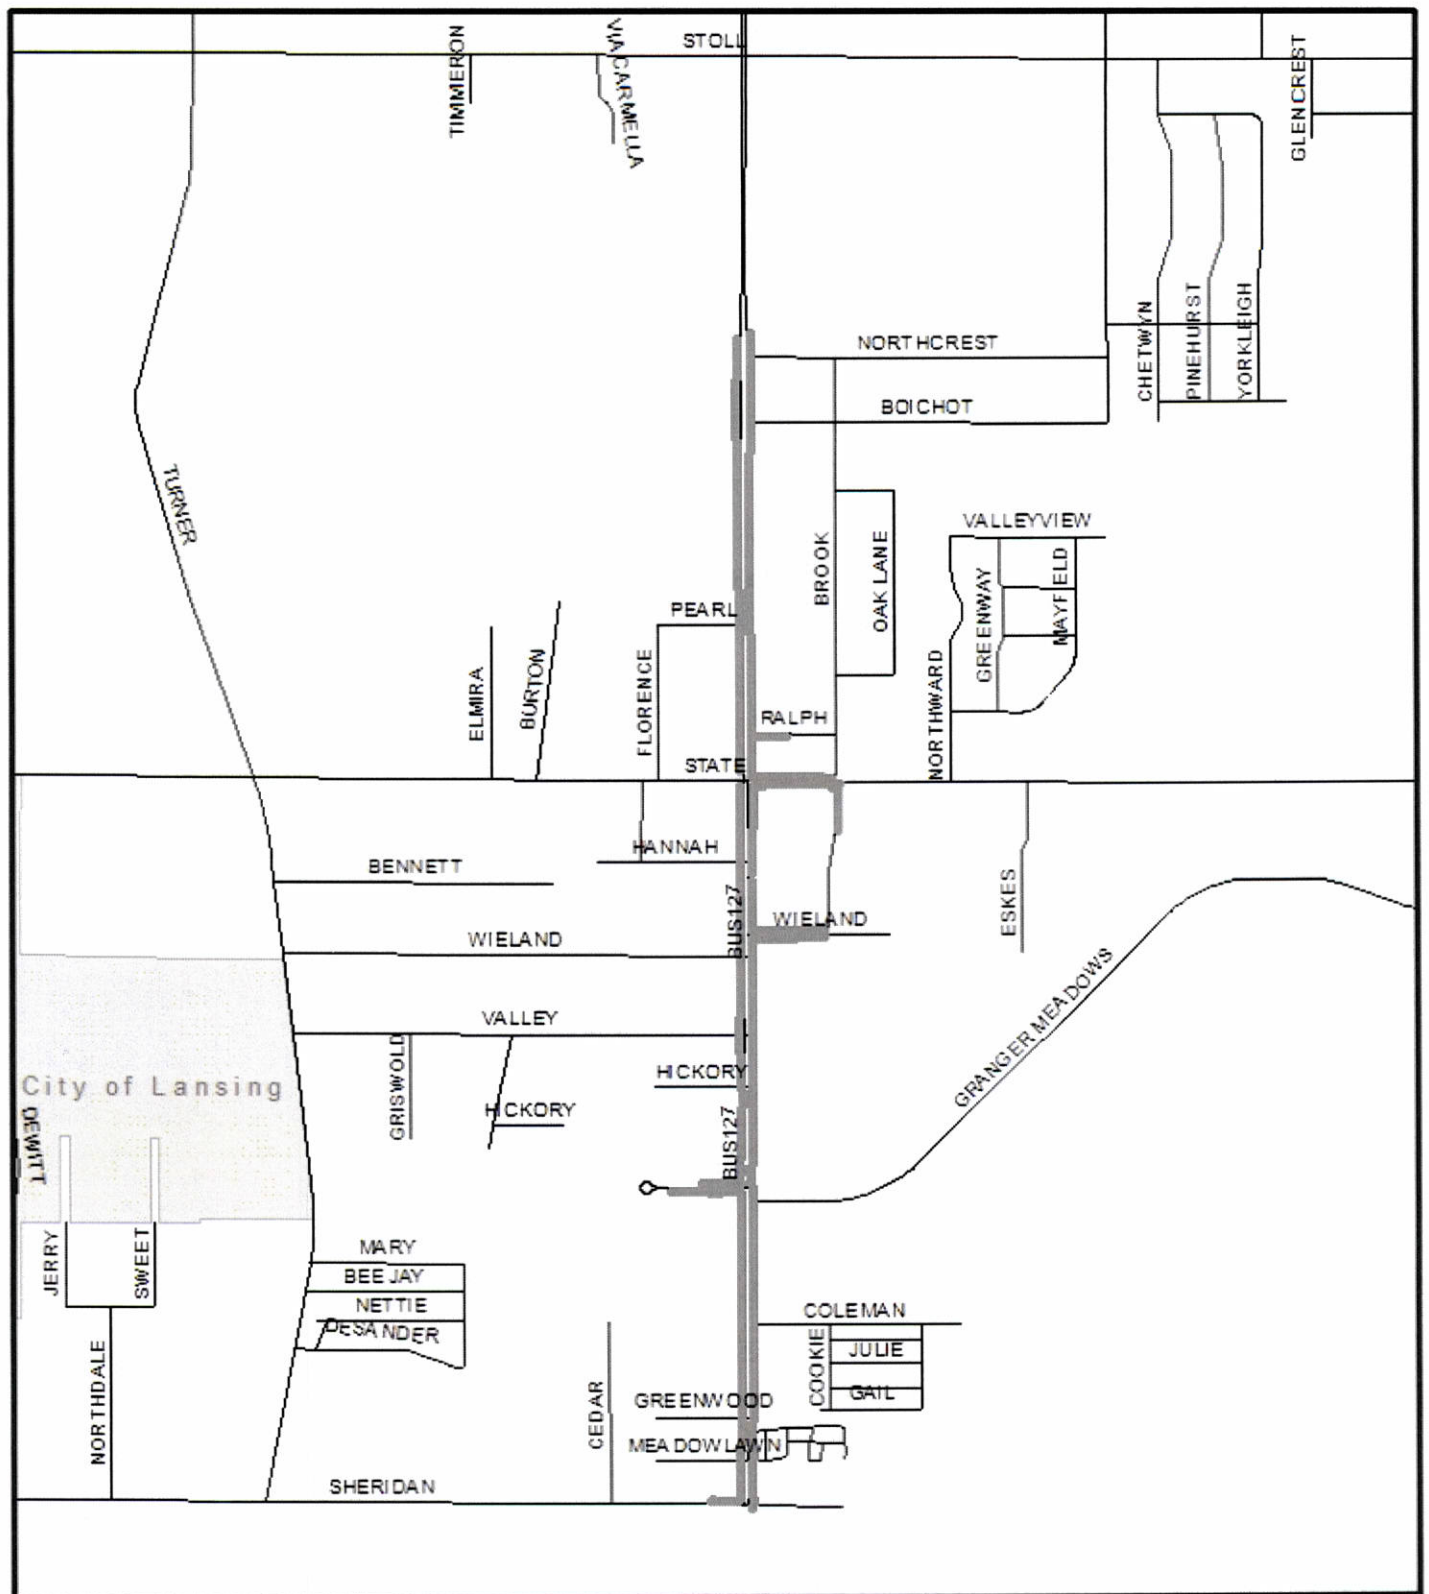 STOLL
TIMMERON
VIACARMELLA
GLENCREST
NORTHCREST
CHETWYN
PINEHURST
YORKLEIGH
BOICHOT
TURNER
VALLEYVIEW
BROOK
OAK LANE
GREENWAY
MAYFIELD
PEARL
ELMIRA
BURTON
FLORENCE
NORTHWARD
RALPH
STATE
HANNAH
BENNETT
BUS127
WIELAND
ESKES
WIELAND
GRANGER MEADOWS
VALLEY
GRISWOLD
HICKORY
City of Lansing
HICKORY
DEWITT
BUS127
JERRY
SWEET
MARY
BEE JAY
NETTIE
DESANDER
COLEMAN
COOKIE
JULIE
GAIL
NORTHDALE
CEDAR
GREENWOOD
MEADOWLAWN
SHERIDAN